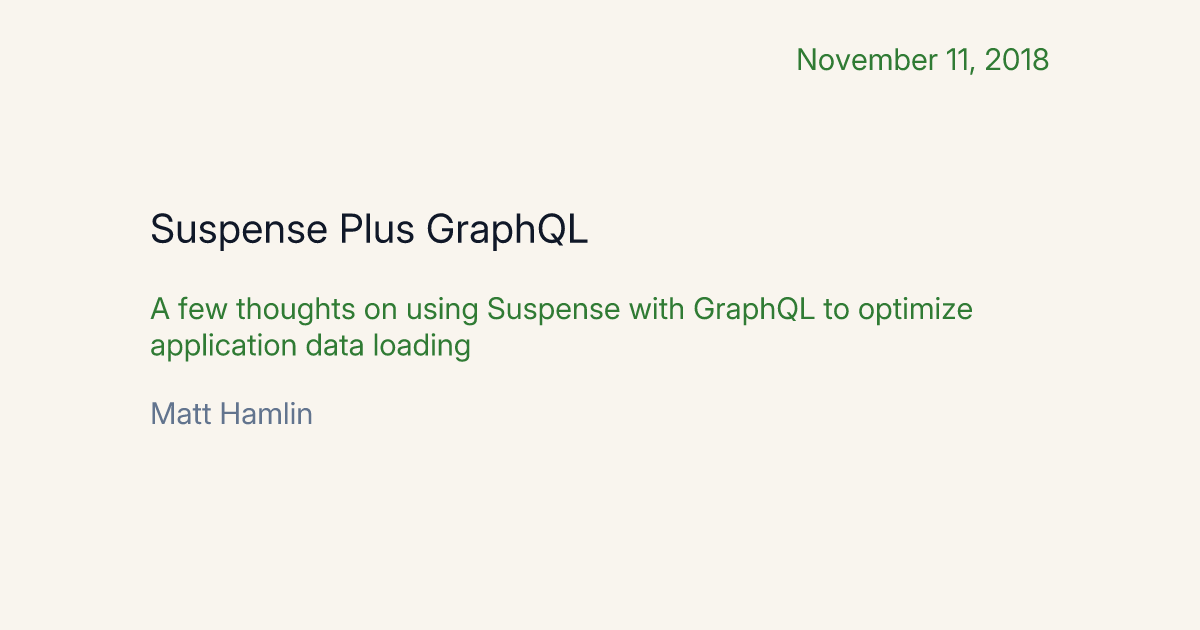 November 11, 2018
Suspense Plus GraphQL
A few thoughts on using Suspense with GraphQL to optimize
application data loading
Matt Hamlin